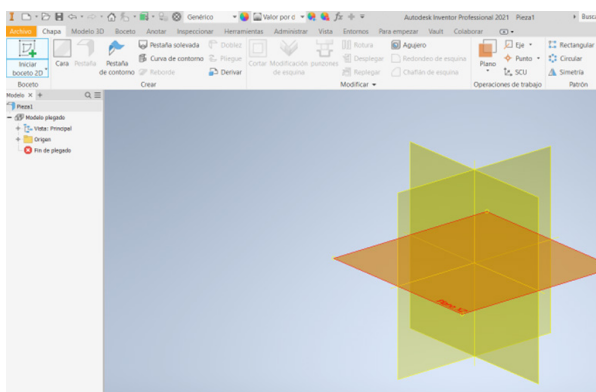 Genérico
Valor por d
Autodesk Inventor Professional 2021 Pieza1
Busca
Archivo Chapa Modelo 3D Boceto Anotar Inspeccionar Herramientas Administrar Vista Entornos Para empezar Vault Colaborar
Iniciar boceto 2D
Cara
Pestaña
Pestaña de contorno
Pestaña solevada
Curva de contorno
Reborde
Doblez
Plegar
Derivar
Cortar
Modificación de esquina
punzones
Rotura
Desplegar
Replegar
Agujero
Redondeo de esquina
Chaflán de esquina
Plano
Eje
Punto
SCU
Rectangular
Circular
Simetría
Boceto
Crear
Modificar
Operaciones de trabajo
Patrón
Modelo
Pieza1
Modelo plegado
Vista: Principal
Origen
Fin de plegado